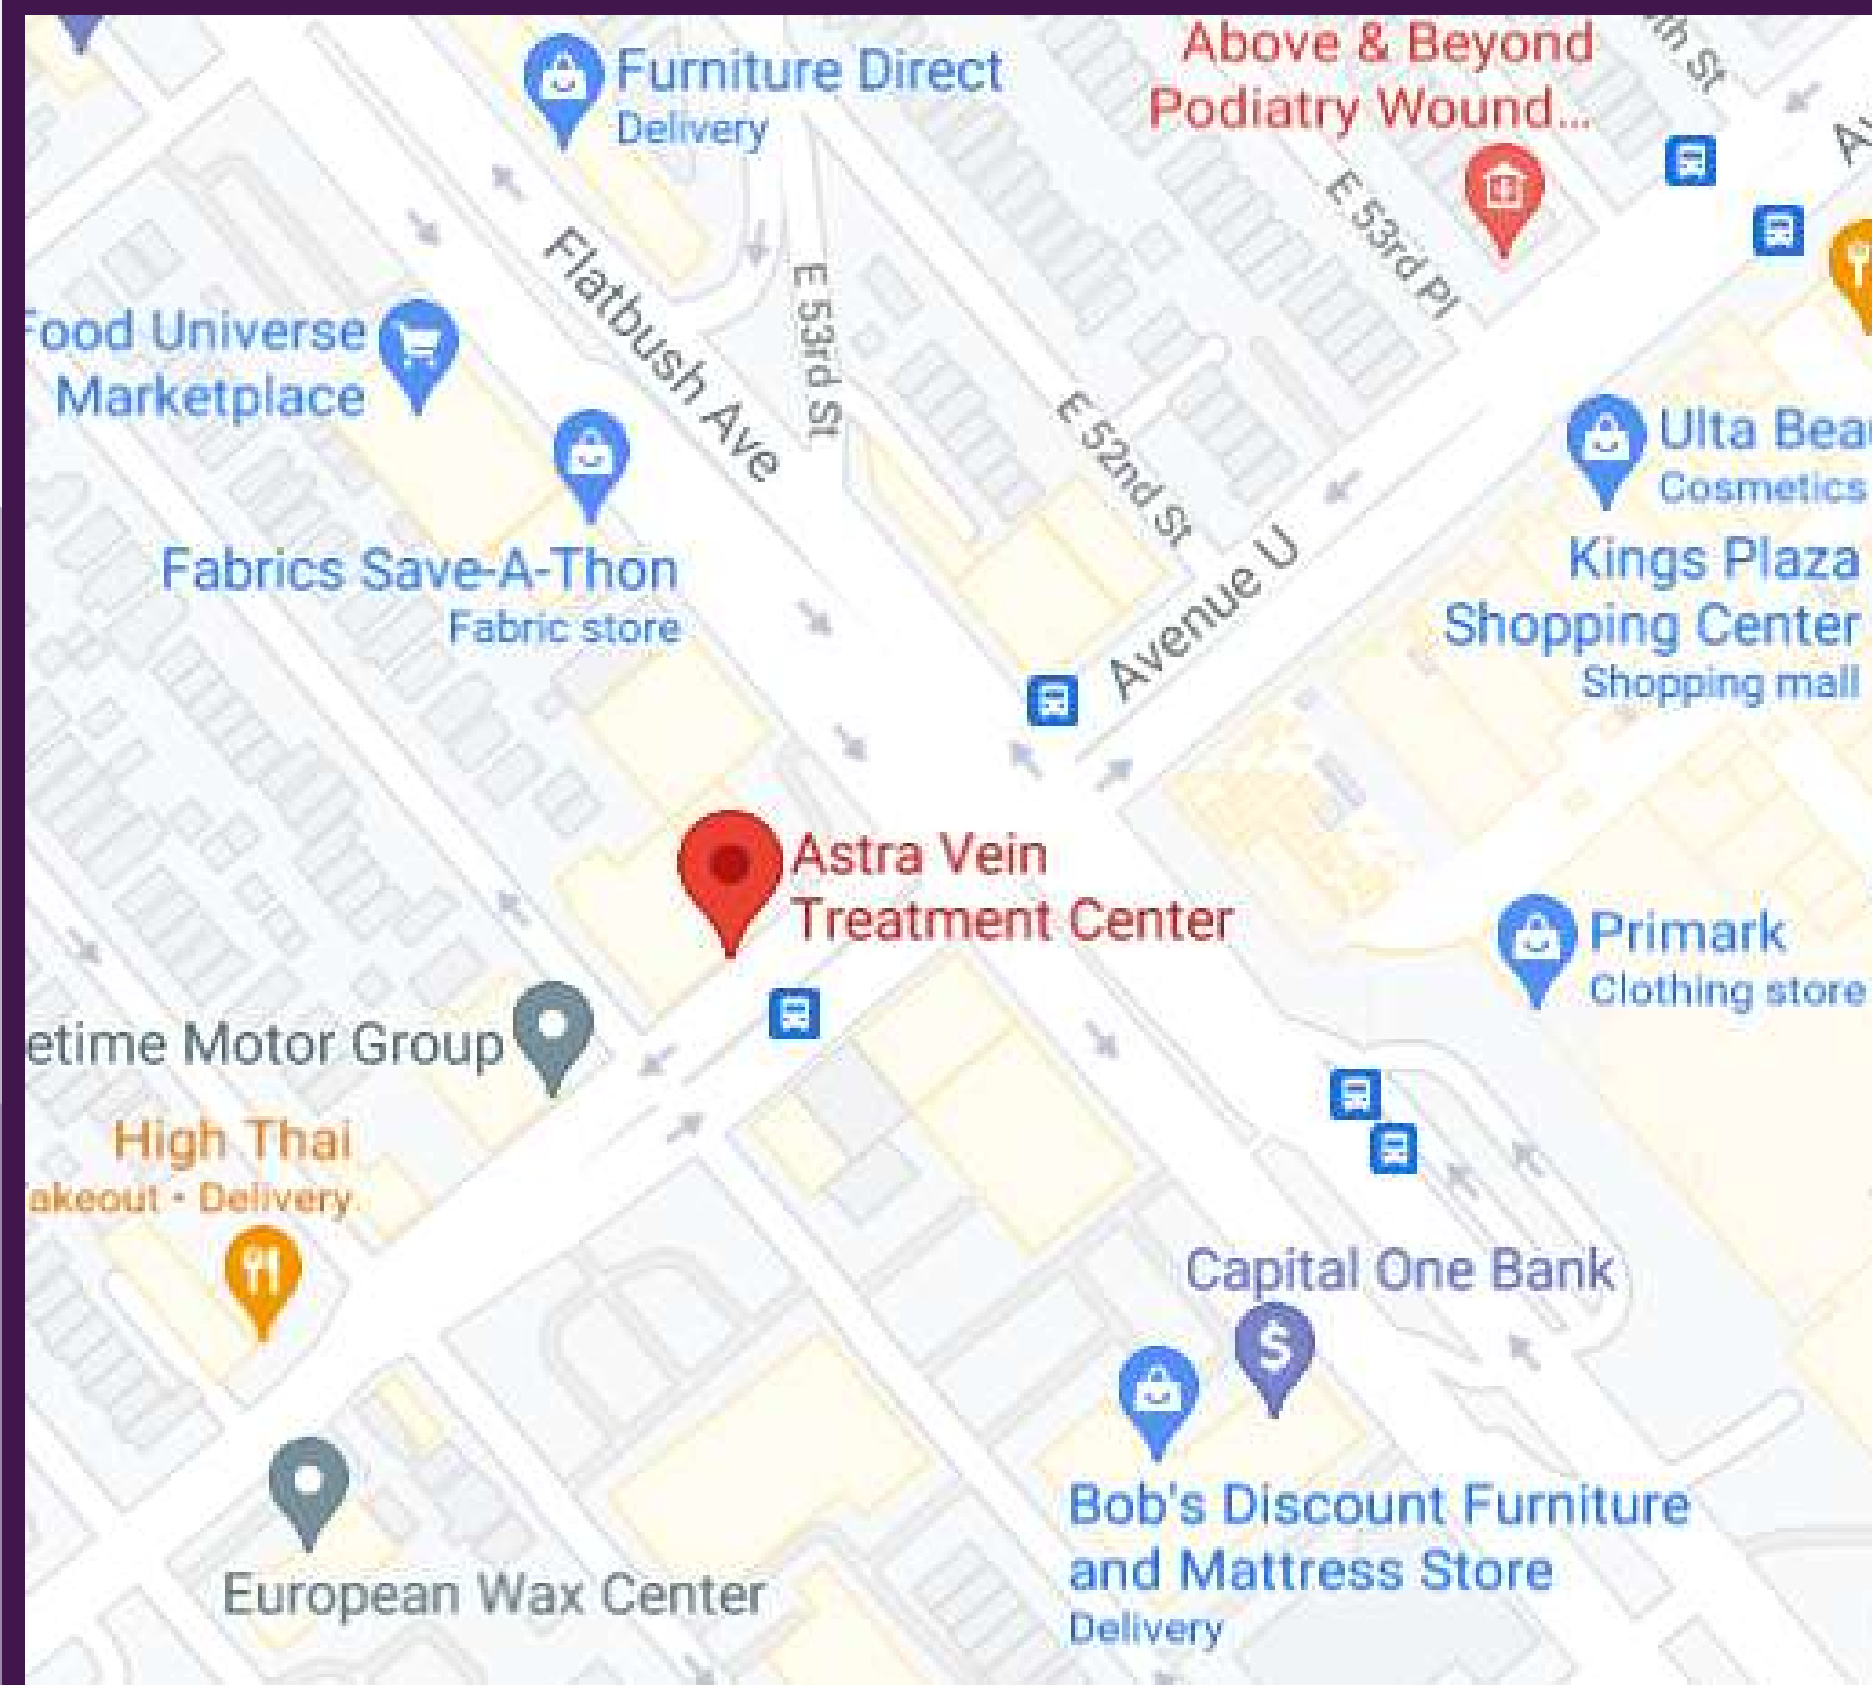 Above & Beyond
Podiatry Wound...
th St
Furniture Direct
Delivery
E 53rd Pl
Flatbush Ave
E 53rd St
Food Universe
Marketplace
E 52nd St
Ulta Bea
Cosmetics
Avenue U
Kings Plaza
Shopping Center
Shopping mall
Fabrics Save-A-Thon
Fabric store
Astra Vein
Treatment Center
Primark
Clothing store
etime Motor Group
High Thai
akeout • Delivery
Capital One Bank
$
Bob's Discount Furniture
and Mattress Store
Delivery
European Wax Center